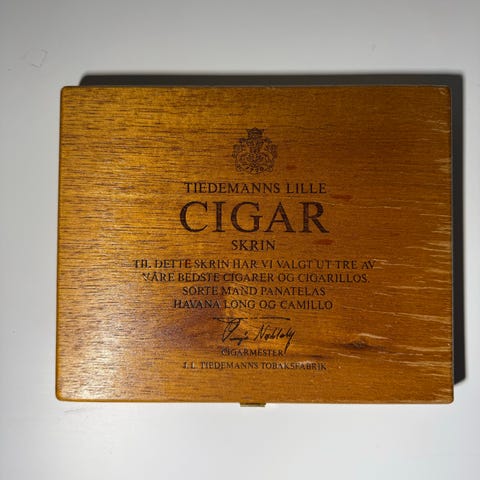 TIEDEMANNS LILLE
CIGAR
SKRIN
TIL DETTE SKRIN HAR VI VALGT UT TRE AV
VÅRE BEDSTE CIGARER OG CIGARILLOS.
SORTE MAND PANATELAS
HAVANA LONG OG CAMILLO
CIGARMESTER
J. L. TIEDEMANNS TOBAKSFABRIK